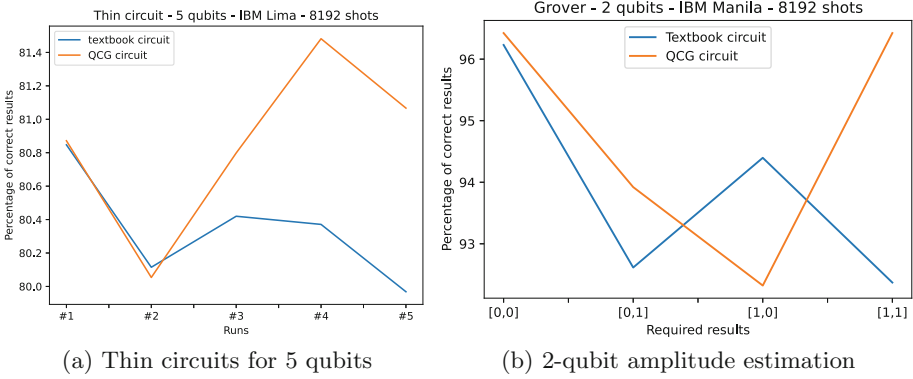 Thin circuit - 5 qubits - IBM Lima - 8192 shots
textbook circuit
QCG circuit
Percentage of correct results
81.4
81.2
81.0
80.8
80.6
80.4
80.2
80.0
#1 #2 #3 #4 #5
Runs
(a) Thin circuits for 5 qubits
Grover - 2 qubits - IBM Manila - 8192 shots
Textbook circuit
QCG circuit
Percentage of correct results
96
95
94
93
[0,0] [0,1] [1,0] [1,1]
Required results
(b) 2-qubit amplitude estimation